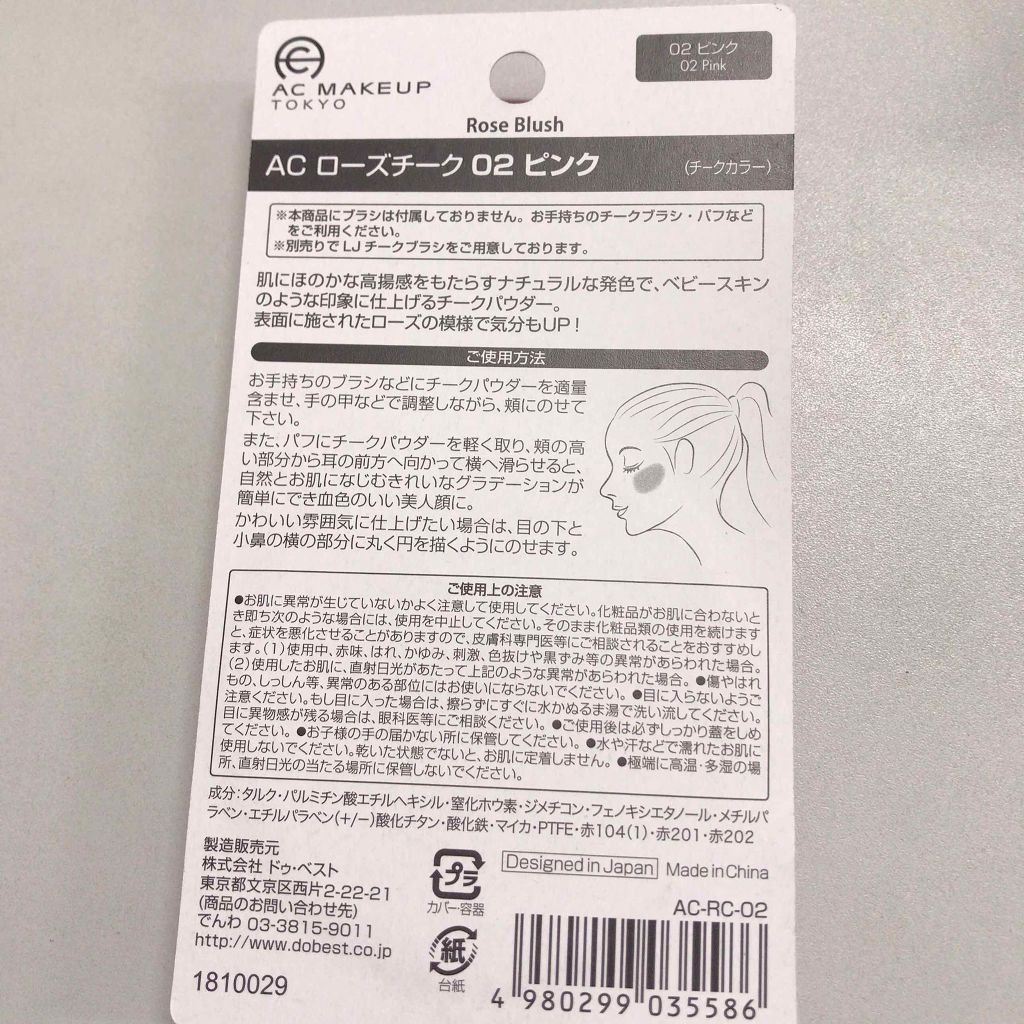 AC MAKEUP
TOKYO
02 ピンク
02 Pink
Rose Blush
AC ローズチーク 02 ピンク
(チークカラー)
※本商品にブラシは付属しておりません。お手持ちのチークブラシ・パフなど
をご利用ください。
※別売りで LJ チークブラシをご用意しております。
肌にほのかな高揚感をもたらすナチュラルな発色で、ベビースキン
のような印象に仕上げるチークパウダー。
表面に施されたローズの模様で気分もUP!
ご使用方法
お手持ちのブラシなどにチークパウダーを適量
含ませ、手の甲などで調整しながら、頬にのせて
下さい。
また、パフにチークパウダーを軽く取り、頬の高
い部分から耳の前方へ向かって横へ滑らせると、
自然とお肌になじむきれいなグラデーションが
簡単にでき血色のいい美人顔に。
かわいい雰囲気に仕上げたい場合は、目の下と
小鼻の横の部分に丸く円を描くようにのせます。
ご使用上の注意
●お肌に異常が生じていないかよく注意して使用してください。化粧品がお肌に合わないと
き即ち次のような場合には、使用を中止してください。そのまま化粧品類の使用を続けます
と、症状を悪化させることがありますので、皮膚科専門医等にご相談されることをおすすめし
ます。(1)使用中、赤味、はれ、かゆみ、刺激、色抜けや黒ずみ等の異常があらわれた場合。
(2)使用したお肌に、直射日光があたって上記のような異常があらわれた場合。 ●傷やはれ
もの、しっしん等、異常のある部位にはお使いにならないでください。 ●目に入らないようご
注意ください。もし目に入った場合は、擦らずにすぐに水かぬるま湯で洗い流してください。
目に異物感が残る場合は、眼科医等にご相談ください。 ●ご使用後は必ずしっかり蓋をしめ
てください。 ●お子様の手の届かない所に保管してください。 ●水や汗などで濡れたお肌に
使用しないでください。乾いた状態でないと、お肌に定着しません。 ●極端に高温・多湿の場
所、直射日光の当たる場所に保管しないでください。
成分:タルク・パルミチン酸エチルヘキシル・窒化ホウ素・ジメチコン・フェノキシエタノール・メチルパ
ラベン・エチルパラベン(+/−)酸化チタン・酸化鉄・マイカ・PTFE・赤104(1)・赤201・赤202
製造販売元
株式会社 ドゥ・ベスト
東京都文京区西片2-22-21
(商品のお問い合わせ先)
でんわ 03-3815-9011
http://www.dobest.co.jp
1810029
プラ
カバー・容器
紙
台紙
Designed in Japan
Made in China
AC-RC-02
4 980299 035586